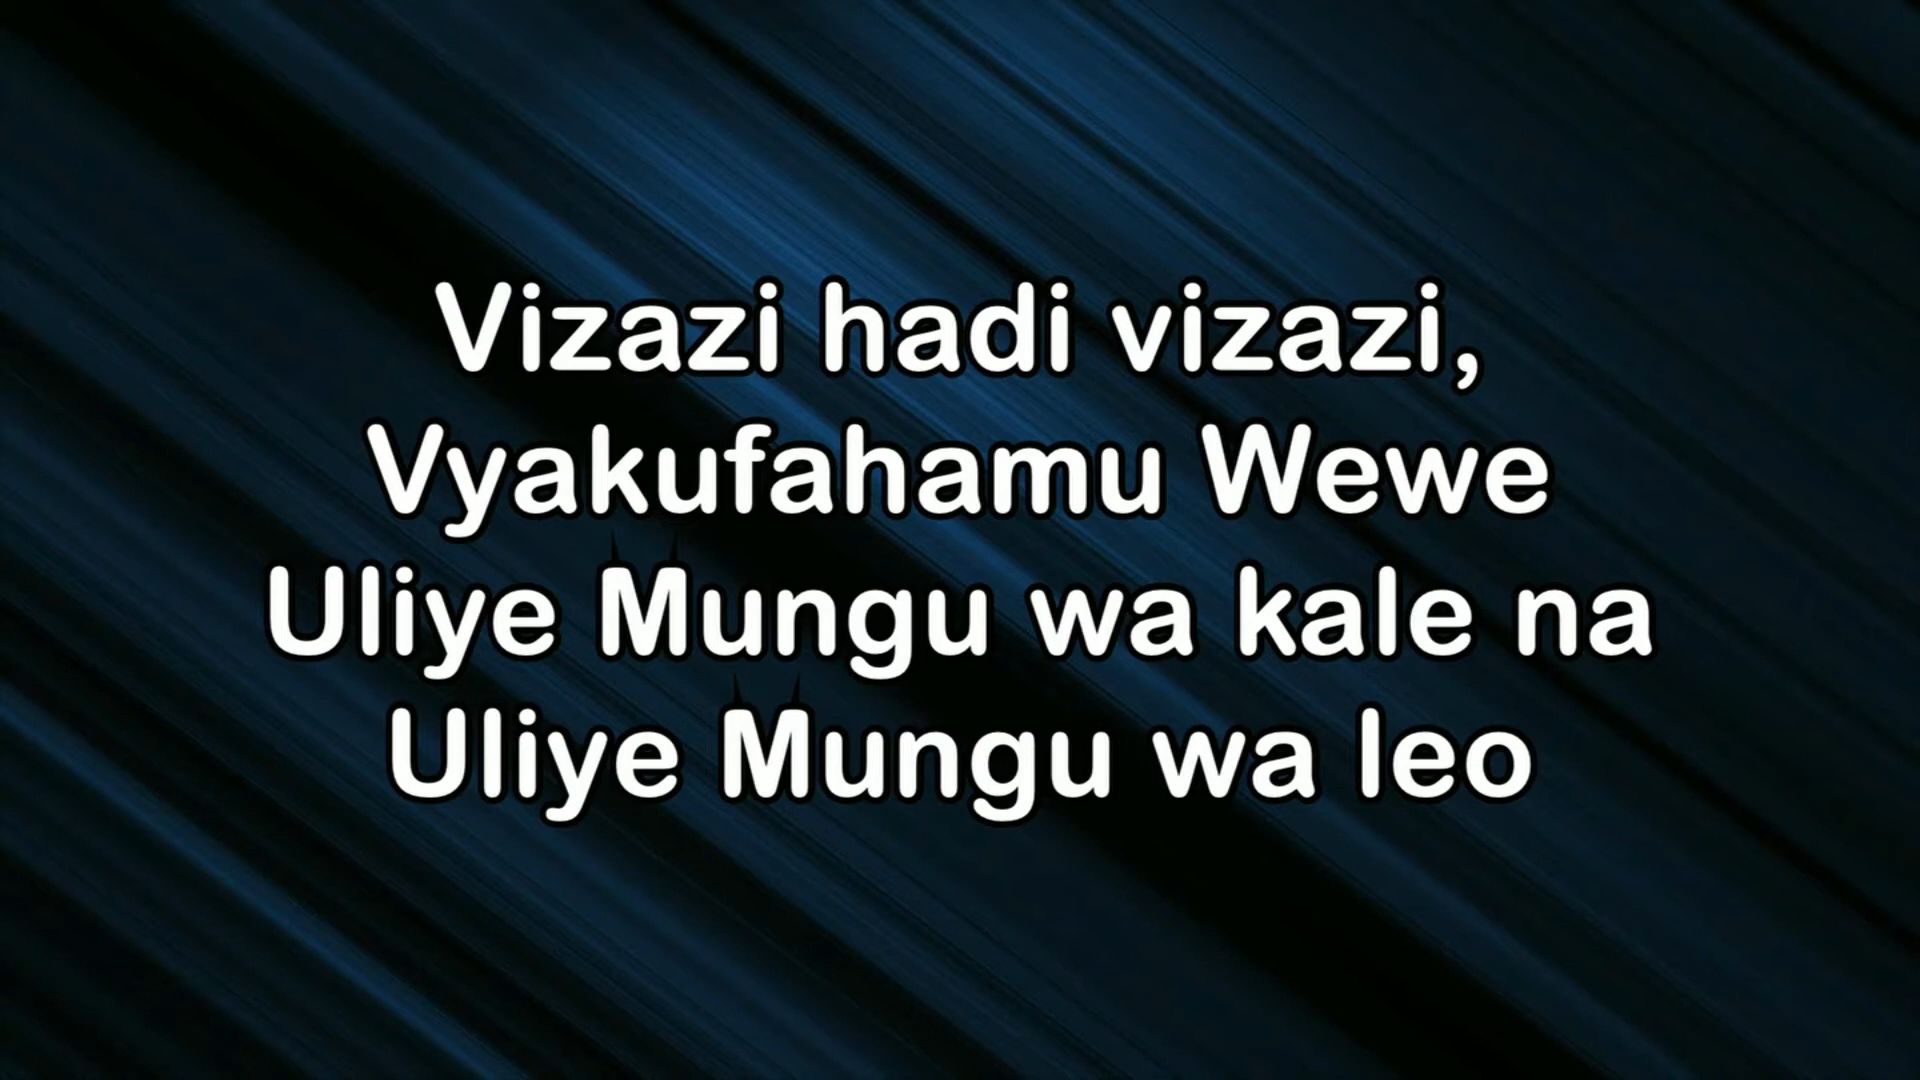 Vizazi hadi vizazi,
Vyakufahamu Wewe
Uliye Mungu wa kale na
Uliye Mungu wa leo